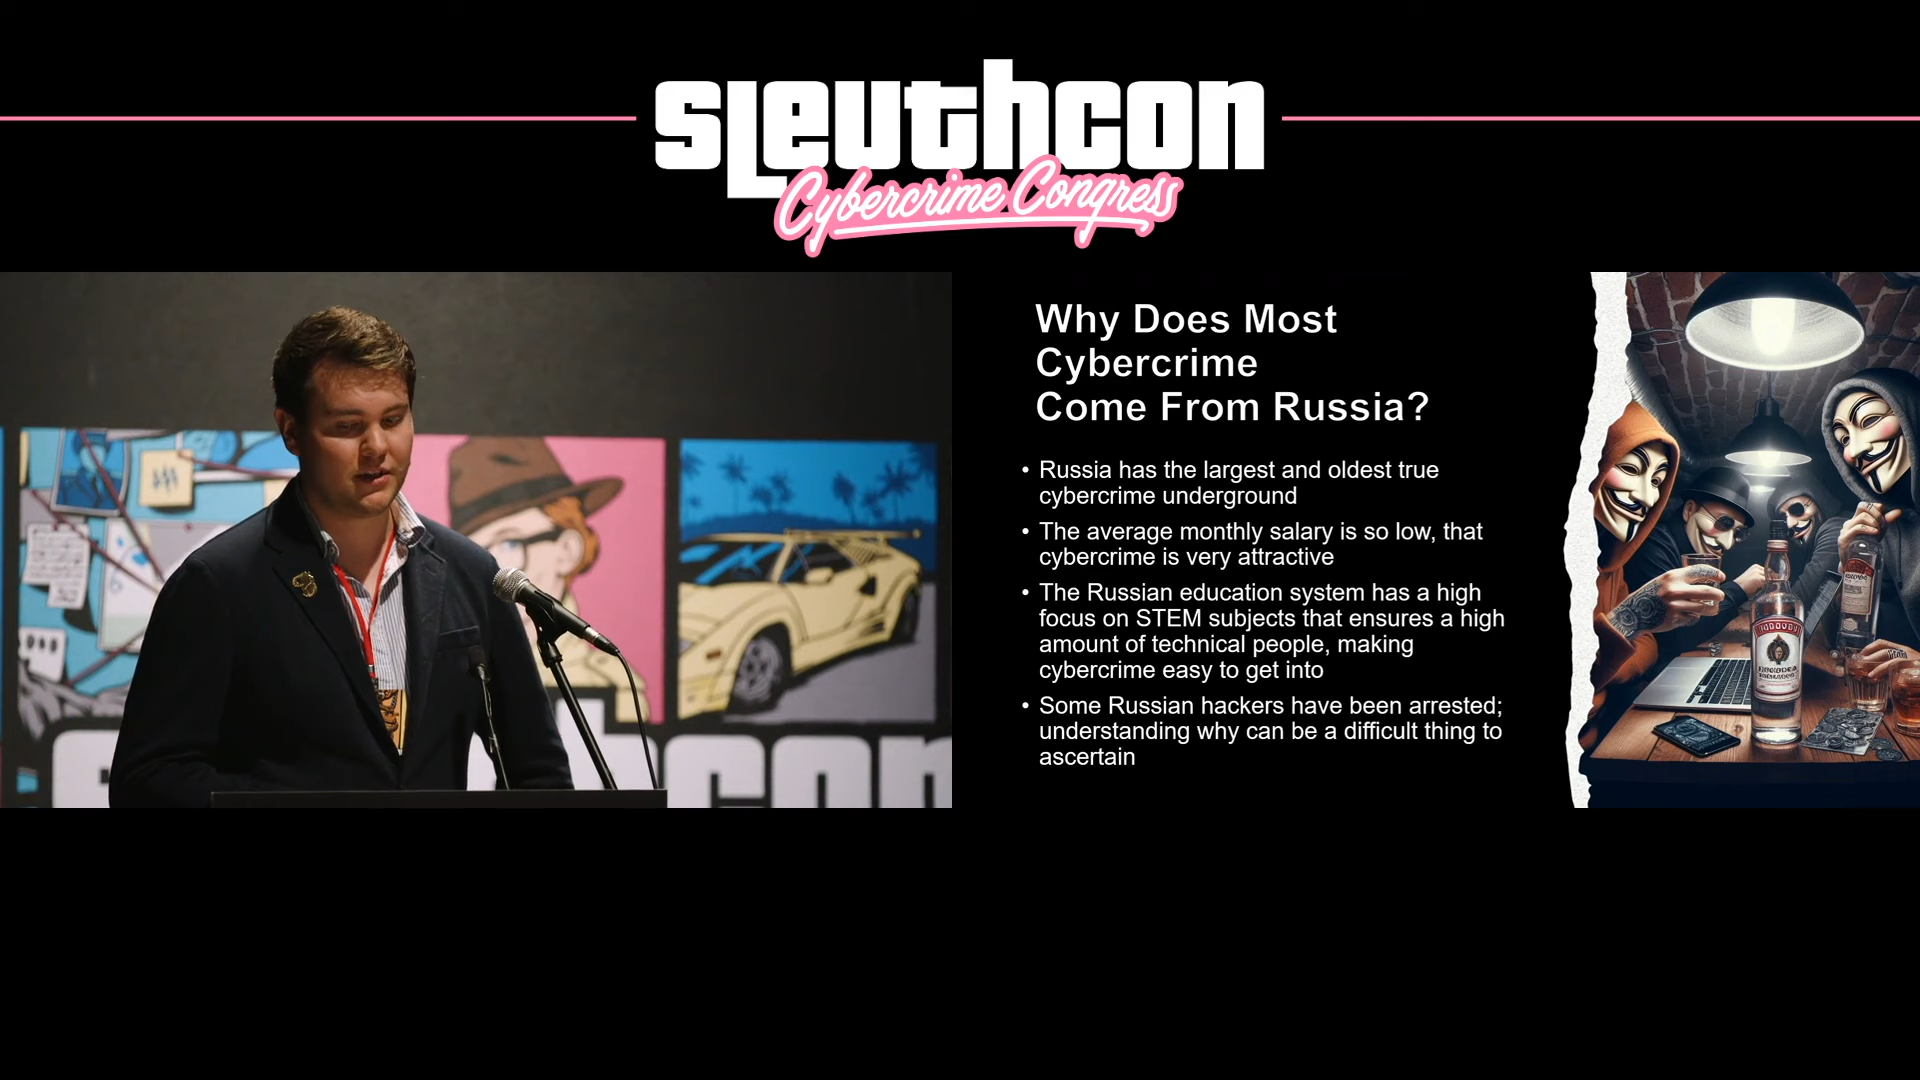 sleuthcon
Cybercrime Congress
Why Does Most
Cybercrime
Come From Russia?
• Russia has the largest and oldest true
cybercrime underground
• The average monthly salary is so low, that
cybercrime is very attractive
• The Russian education system has a high
focus on STEM subjects that ensures a high
amount of technical people, making
cybercrime easy to get into
• Some Russian hackers have been arrested;
understanding why can be a difficult thing to
ascertain